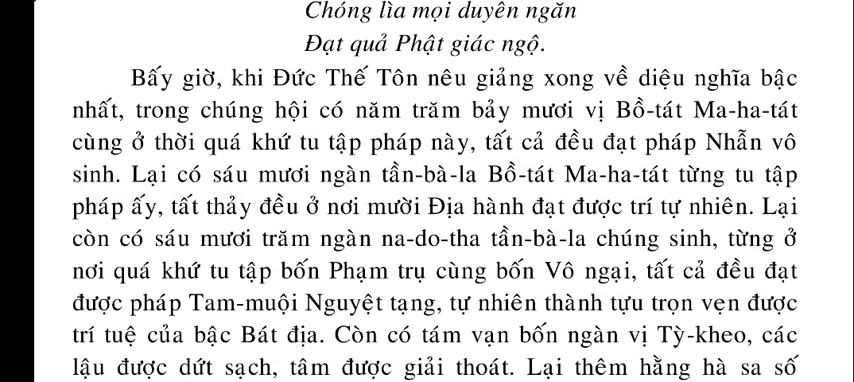 Chóng lìa mọi duyên ngăn
Đạt quả Phật giác ngộ.
Bấy giờ, khi Đức Thế Tôn nêu giảng xong về diệu nghĩa bậc
nhất, trong chúng hội có năm trăm bảy mươi vị Bồ-tát Ma-ha-tát
cùng ở thời quá khứ tu tập pháp này, tất cả đều đạt pháp Nhẫn vô
sinh. Lại có sáu mươi ngàn tần-bà-la Bồ-tát Ma-ha-tát từng tu tập
pháp ấy, tất thảy đều ở nơi mười Địa hành đạt được trí tự nhiên. Lại
còn có sáu mươi trăm ngàn na-do-tha tần-bà-la chúng sinh, từng ở
nơi quá khứ tu tập bốn Phạm trụ cùng bốn Vô ngại, tất cả đều đạt
được pháp Tam-muội Nguyệt tạng, tự nhiên thành tựu trọn vẹn được
trí tuệ của bậc Bát địa. Còn có tám vạn bốn ngàn vị Tỳ-kheo, các
lậu được dứt sạch, tâm được giải thoát. Lại thêm hằng hà sa số